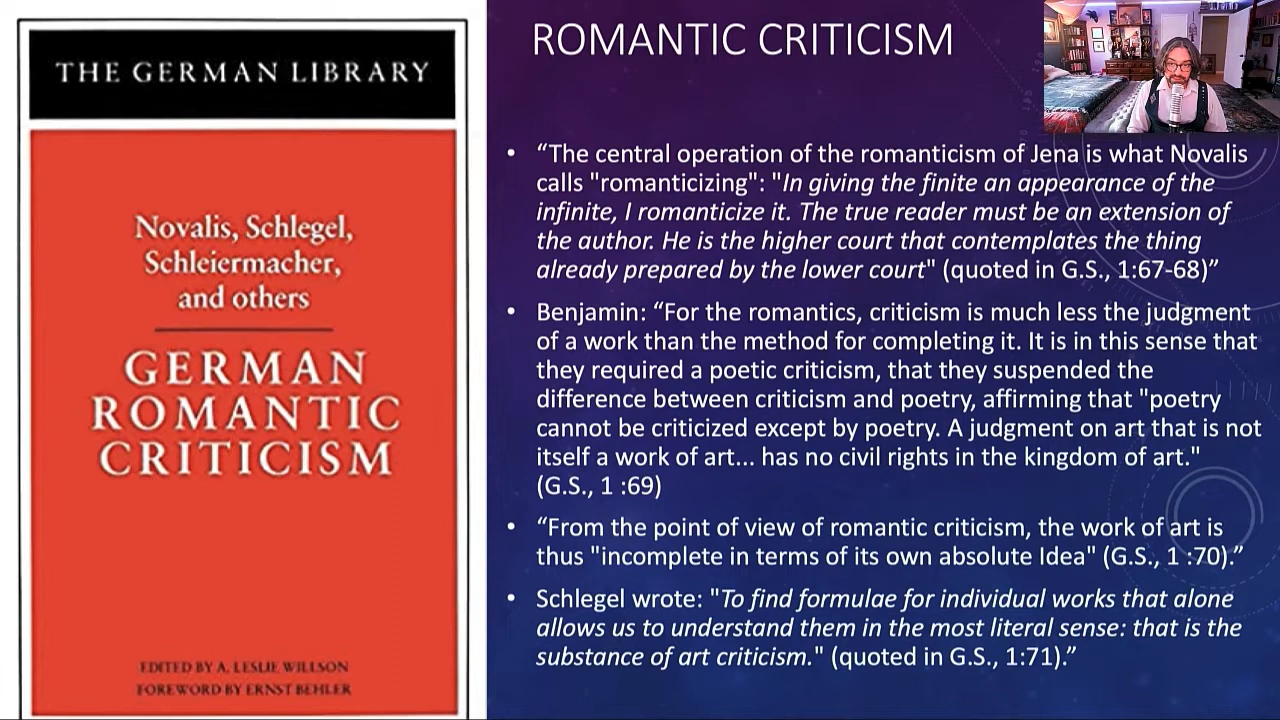 THE GERMAN LIBRARY
Novalis, Schlegel,
Schleiermacher,
and others
GERMAN
ROMANTIC
CRITICISM
EDITED BY A. LESLIE WILLSON
FOREWORD BY ERNST BEHLER
ROMANTIC CRITICISM
• “The central operation of the romanticism of Jena is what Novalis
calls "romanticizing": "In giving the finite an appearance of the
infinite, I romanticize it. The true reader must be an extension of
the author. He is the higher court that contemplates the thing
already prepared by the lower court" (quoted in G.S., 1:67-68)”
• Benjamin: “For the romantics, criticism is much less the judgment
of a work than the method for completing it. It is in this sense that
they required a poetic criticism, that they suspended the
difference between criticism and poetry, affirming that "poetry
cannot be criticized except by poetry. A judgment on art that is not
itself a work of art... has no civil rights in the kingdom of art."
(G.S., 1 :69)
• “From the point of view of romantic criticism, the work of art is
thus "incomplete in terms of its own absolute Idea" (G.S., 1 :70).”
• Schlegel wrote: "To find formulae for individual works that alone
allows us to understand them in the most literal sense: that is the
substance of art criticism." (quoted in G.S., 1:71).”